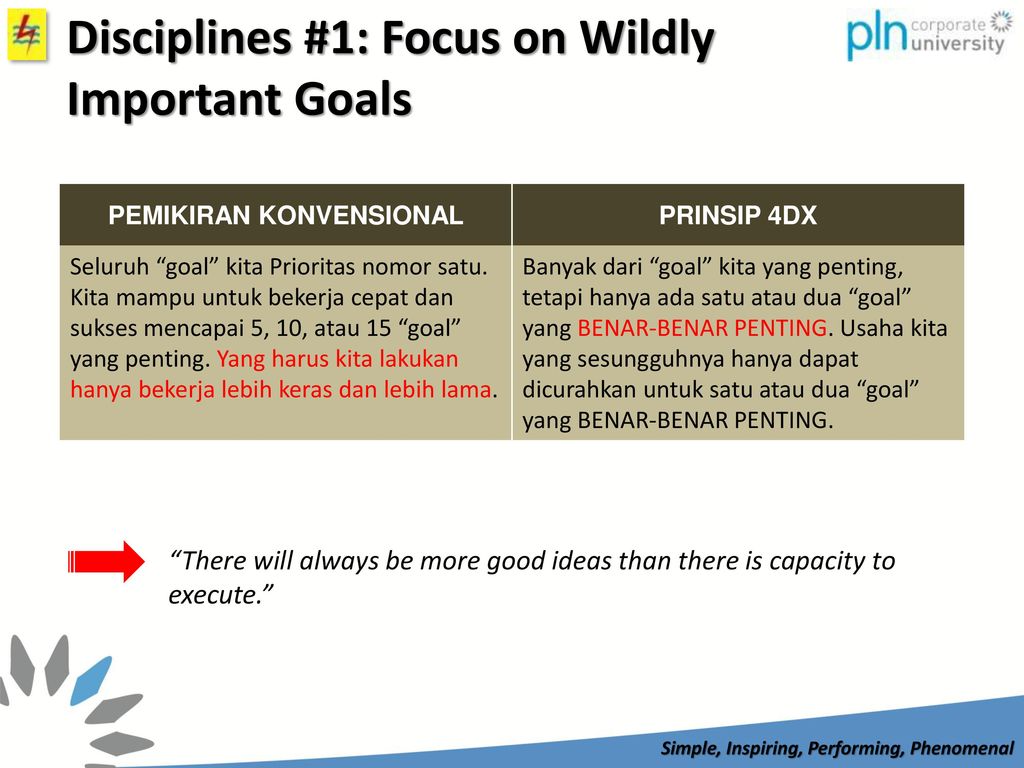 Disciplines #1: Focus on Wildly
Important Goals
pln corporate
university
PEMIKIRAN KONVENSIONAL
Seluruh “goal” kita Prioritas nomor satu.
Kita mampu untuk bekerja cepat dan
sukses mencapai 5, 10, atau 15 “goal”
yang penting. Yang harus kita lakukan
hanya bekerja lebih keras dan lebih lama.
PRINSIP 4DX
Banyak dari “goal” kita yang penting,
tetapi hanya ada satu atau dua “goal”
yang BENAR-BENAR PENTING. Usaha kita
yang sesungguhnya hanya dapat
dicurahkan untuk satu atau dua “goal”
yang BENAR-BENAR PENTING.
“There will always be more good ideas than there is capacity to
execute.”
Simple, Inspiring, Performing, Phenomenal